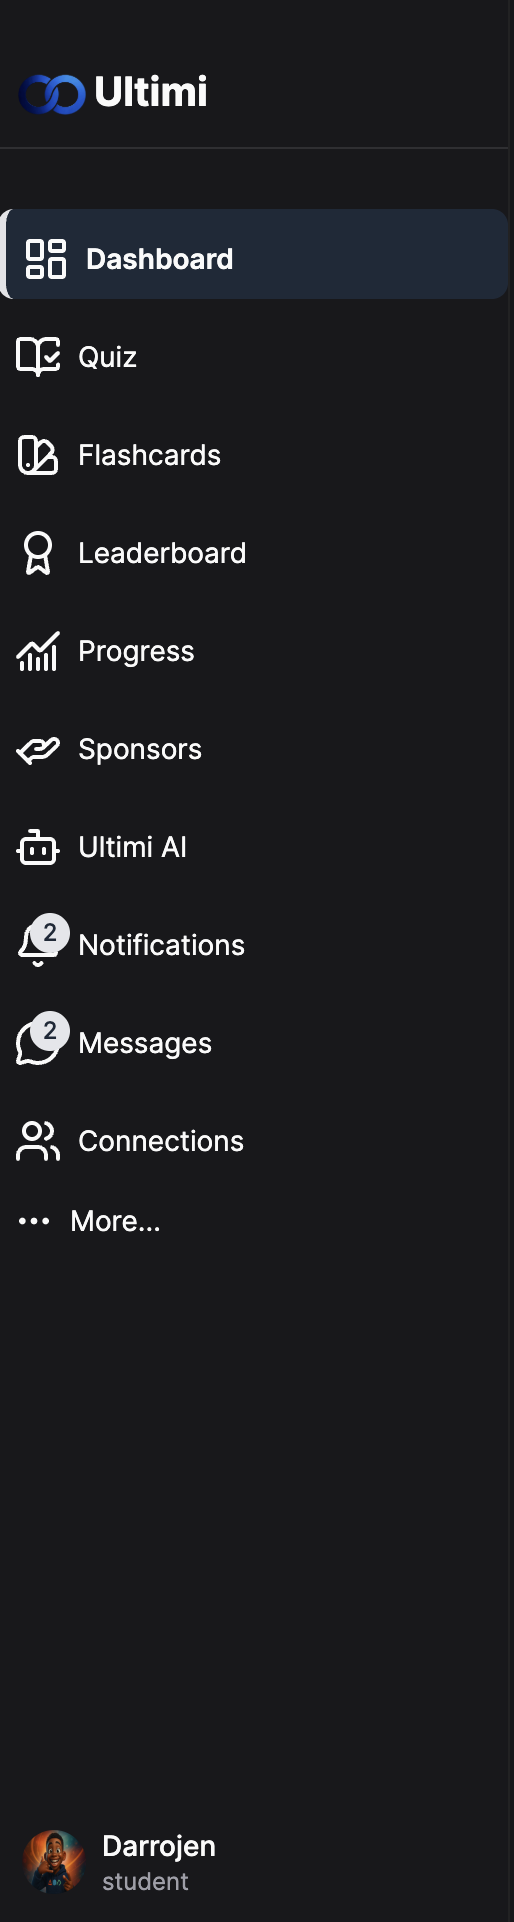 Ultimi
Dashboard
Quiz
Flashcards
Leaderboard
Progress
Sponsors
Ultimi AI
2
Notifications
2
Messages
Connections
More...
Darrojen
student